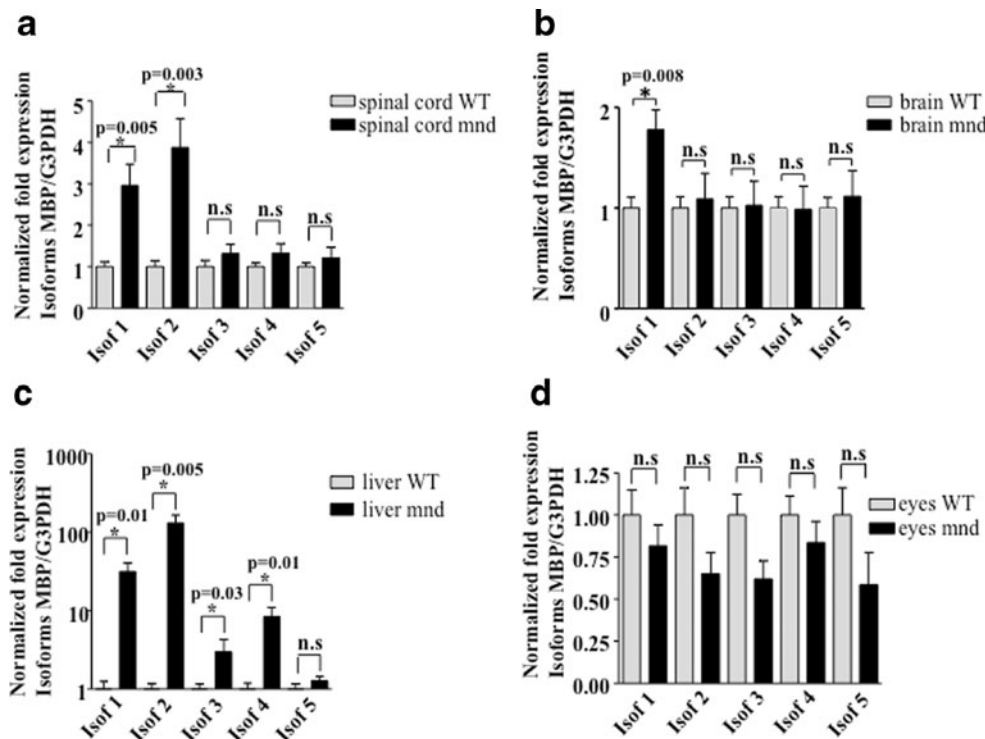 a
Normalized fold expression
Isoforms MBP/G3PDH
5
4
3
2
1
0
p=0.005
*
p=0.003
*
n.s
n.s
n.s
Isof 1
Isof 2
Isof 3
Isof 4
Isof 5
spinal cord WT
spinal cord mnd
b
Normalized fold expression
Isoforms MBP/G3PDH
2
1
0
p=0.008
*
n.s
n.s
n.s
n.s
Isof 1
Isof 2
Isof 3
Isof 4
Isof 5
brain WT
brain mnd
c
Normalized fold expression
Isoforms MBP/G3PDH
1000
100
10
1
p=0.01
*
p=0.005
*
p=0.03
*
p=0.01
*
n.s
Isof 1
Isof 2
Isof 3
Isof 4
Isof 5
liver WT
liver mnd
d
Normalized fold expression
Isoforms MBP/G3PDH
1.25
1.00
0.75
0.50
0.25
0.00
n.s
n.s
n.s
n.s
n.s
Isof 1
Isof 2
Isof 3
Isof 4
Isof 5
eyes WT
eyes mnd